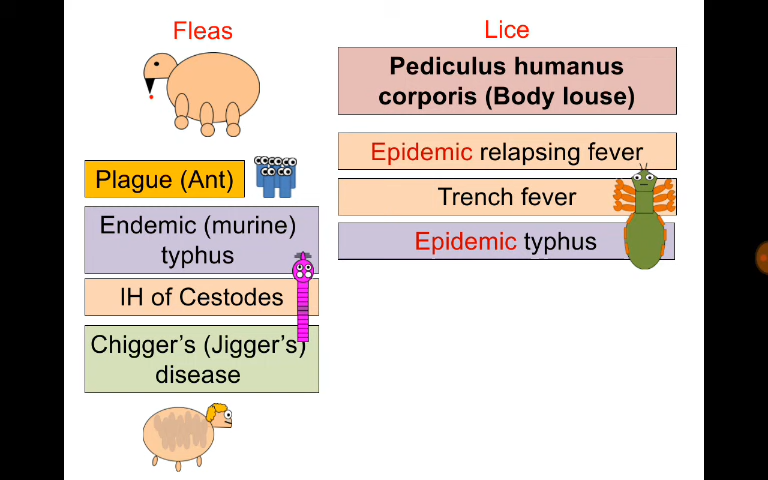 Fleas
Plague (Ant)
Endemic (murine)
typhus
IH of Cestodes
Chigger’s (Jigger’s)
disease
Lice
Pediculus humanus
corporis (Body louse)
Epidemic relapsing fever
Trench fever
Epidemic typhus